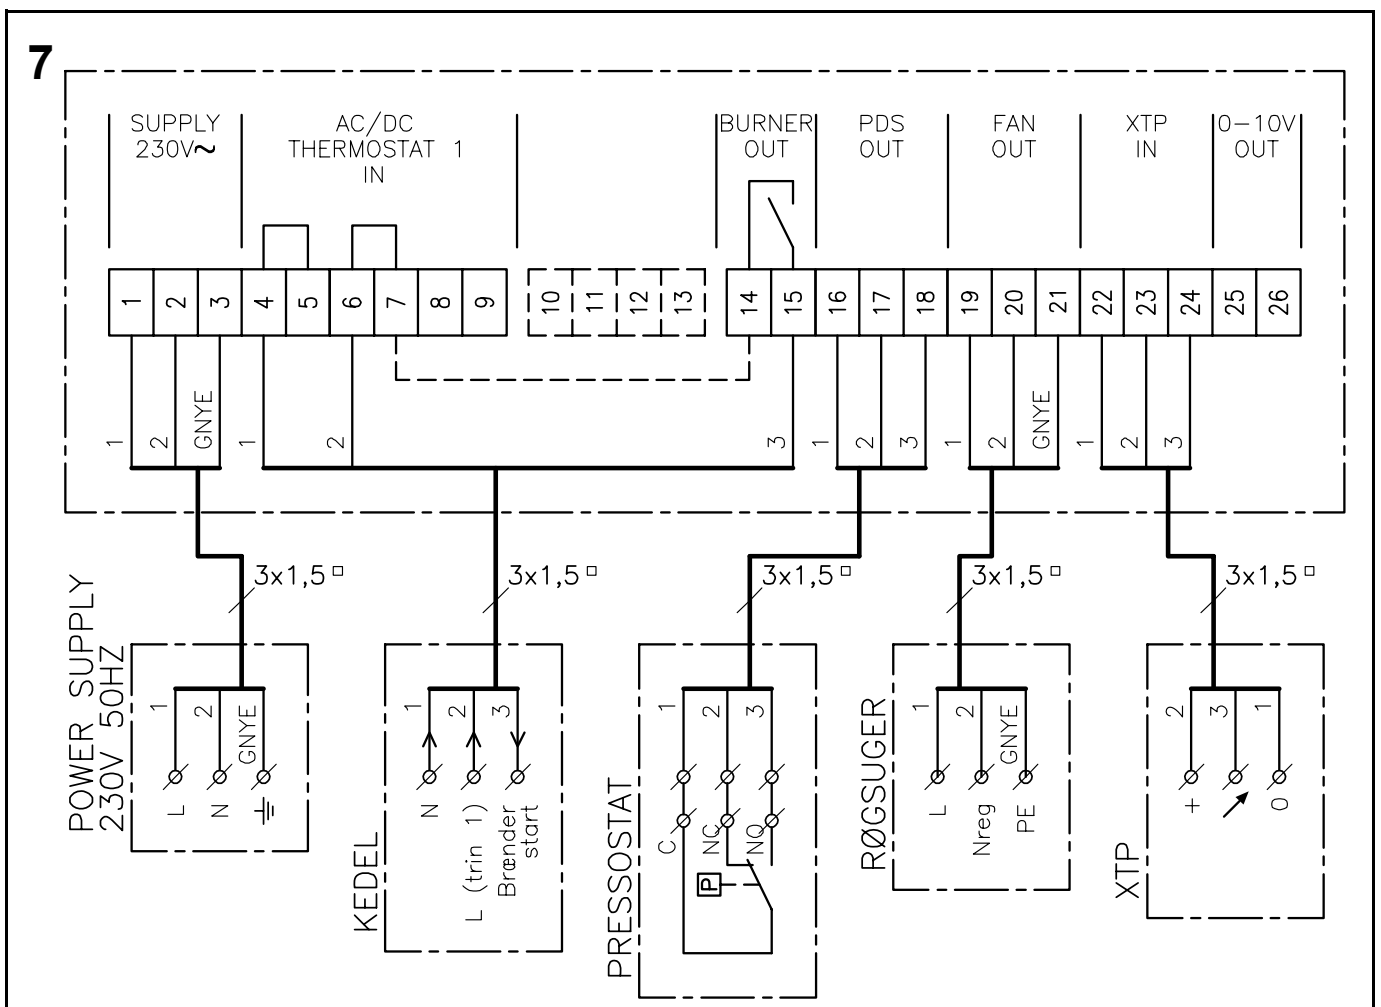 7
SUPPLY
230V~
AC/DC
THERMOSTAT 1
IN
BURNER
OUT
PDS
OUT
FAN
OUT
XTP
IN
0-10V
OUT
1 2 3 4 5 6 7 8 9 10 11 12 13 14 15 16 17 18 19 20 21 22 23 24 25 26
1 2 GNYE 1 2 3 1 2 3 1 2 GNYE 1 2 3
3x1,5□ 3x1,5□ 3x1,5□ 3x1,5□ 3x1,5□
POWER SUPPLY
230V 50HZ
1 2 GNYE
L N
KEDEL
1 2 3
N
L (trin 1)
Brænder
start
PRESSOSTAT
1 2 3
C NC NO
P
RØGSUGER
1 2 GNYE
L Nreg PE
XTP
2 3 1
+ 0